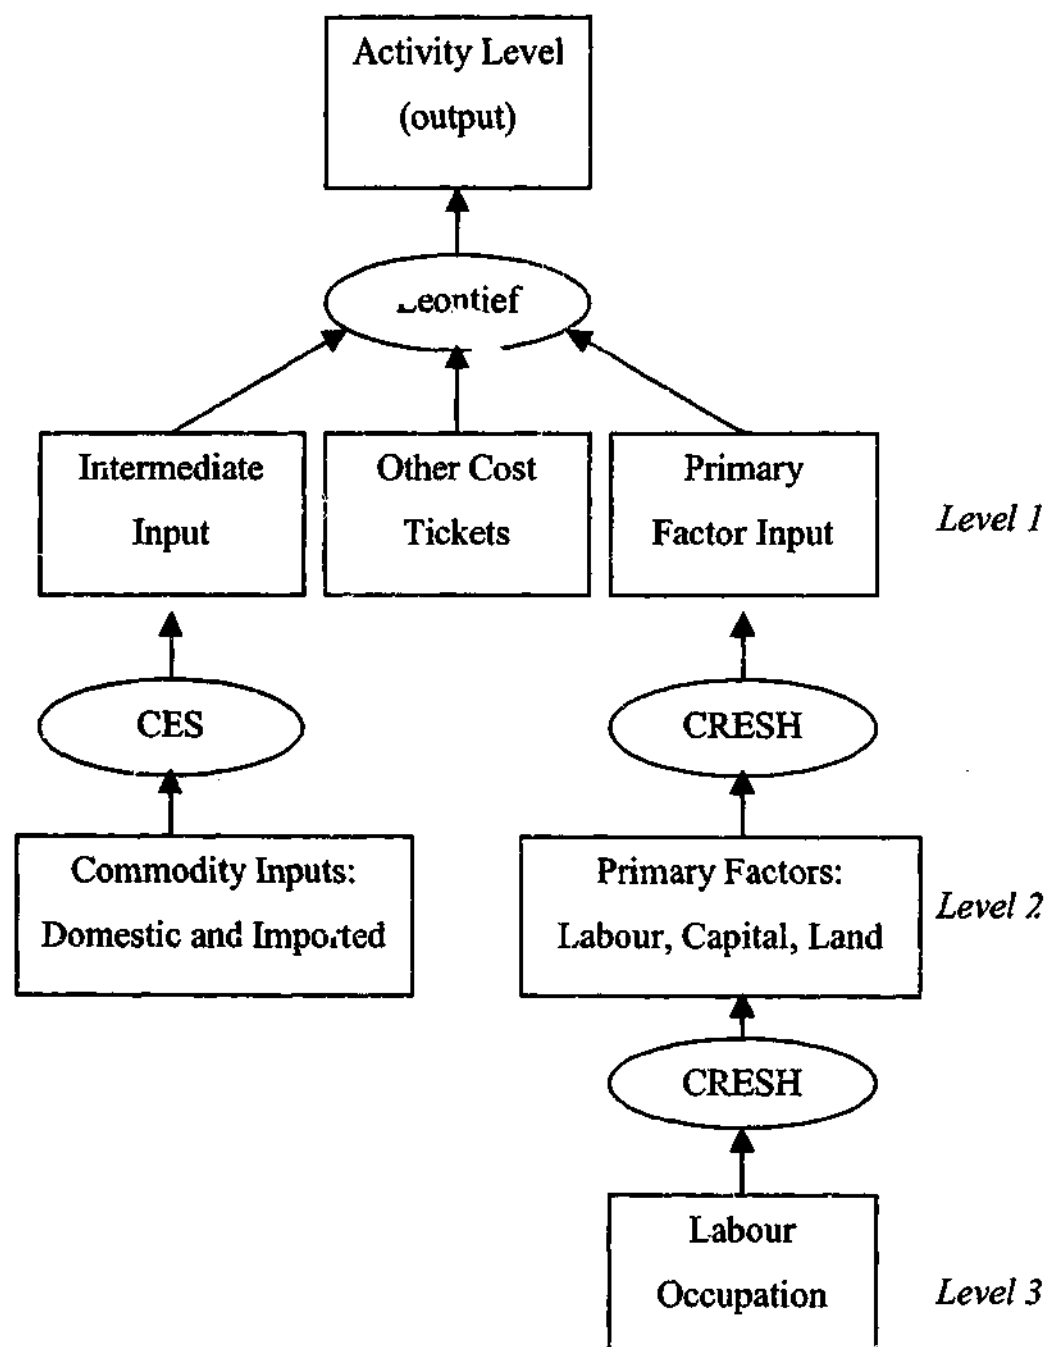 Activity Level
(output)
Leontief
Intermediate
Input
Other Cost
Tickets
Primary
Factor Input
Level 1
CES
CRESH
Commodity Inputs:
Domestic and Imported
Primary Factors:
Labour, Capital, Land
Level 2
CRESH
Labour
Occupation
Level 3